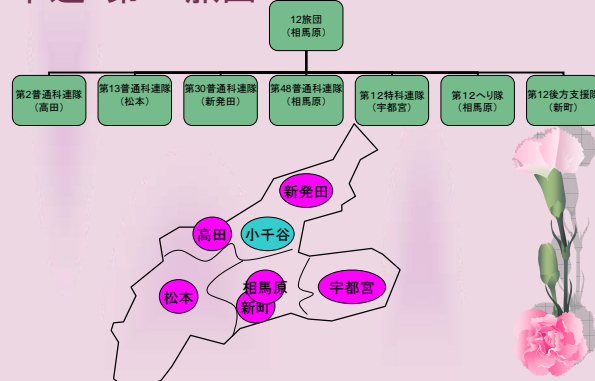 12旅団
（相馬原）
第2普通科連隊
（高田）
第13普通科連隊
（松本）
第30普通科連隊
（新発田）
第48普通科連隊
（相馬原）
第12特科連隊
（宇都宮）
第12ヘリ隊
（相馬原）
第12後方支援隊
（新町）
新発田
高田
小千谷
松本
相馬原
新町
宇都宮